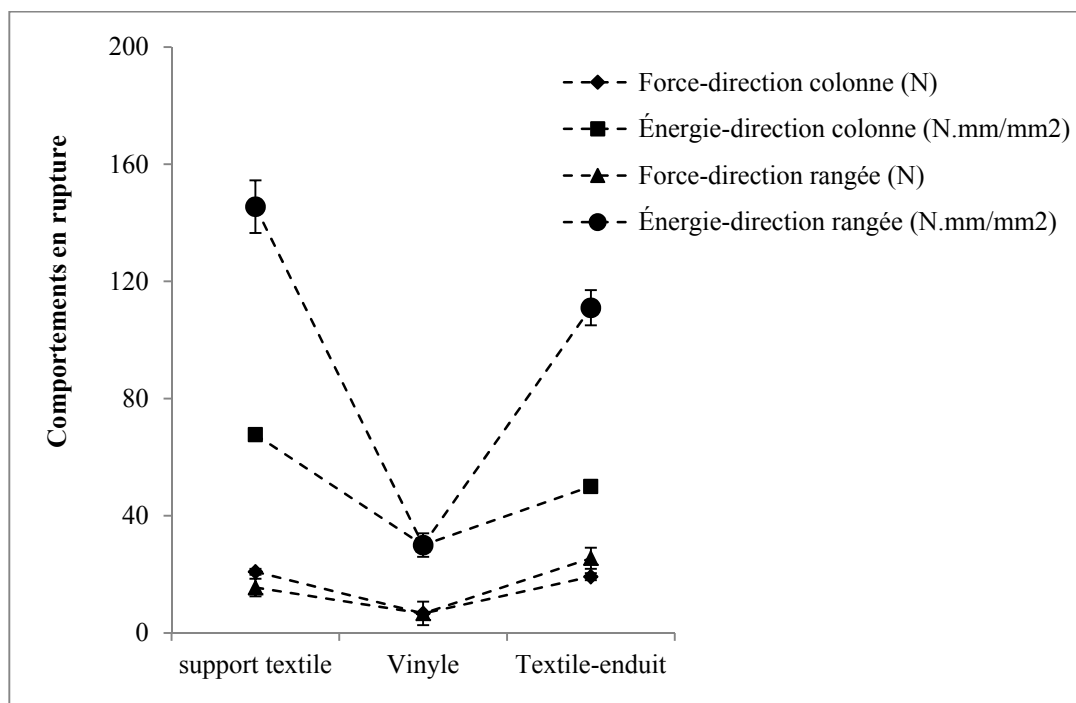 200
160
120
80
40
0
Comportements en rupture
Force-direction colonne (N)
Énergie-direction colonne (N.mm/mm2)
Force-direction rangée (N)
Énergie-direction rangée (N.mm/mm2)
support textile
Vinyle
Textile-enduit